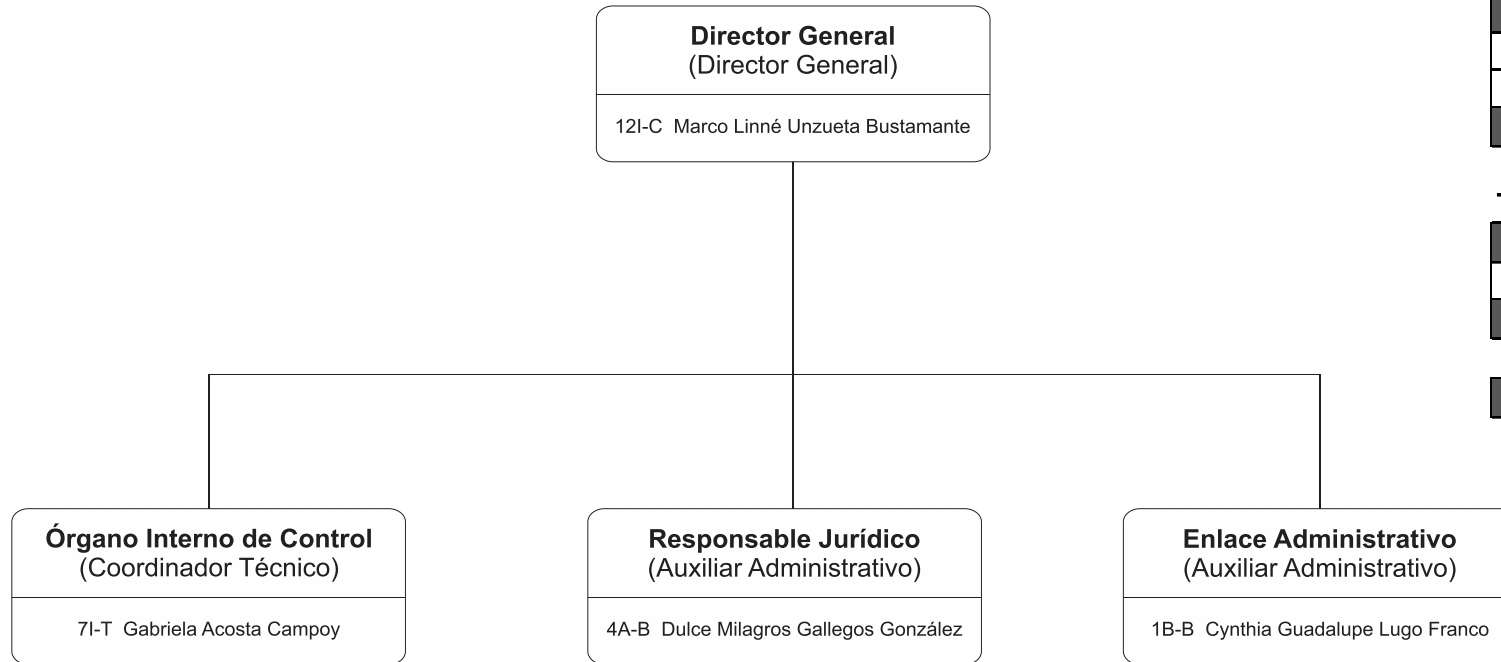 Director General
(Director General)
12I-C Marco Linné Unzueta Bustamante
Órgano Interno de Control
(Coordinador Técnico)
7I-T Gabriela Acosta Campoy
Responsable Jurídico
(Auxiliar Administrativo)
4A-B Dulce Milagros Gallegos González
Enlace Administrativo
(Auxiliar Administrativo)
1B-B Cynthia Guadalupe Lugo Franco